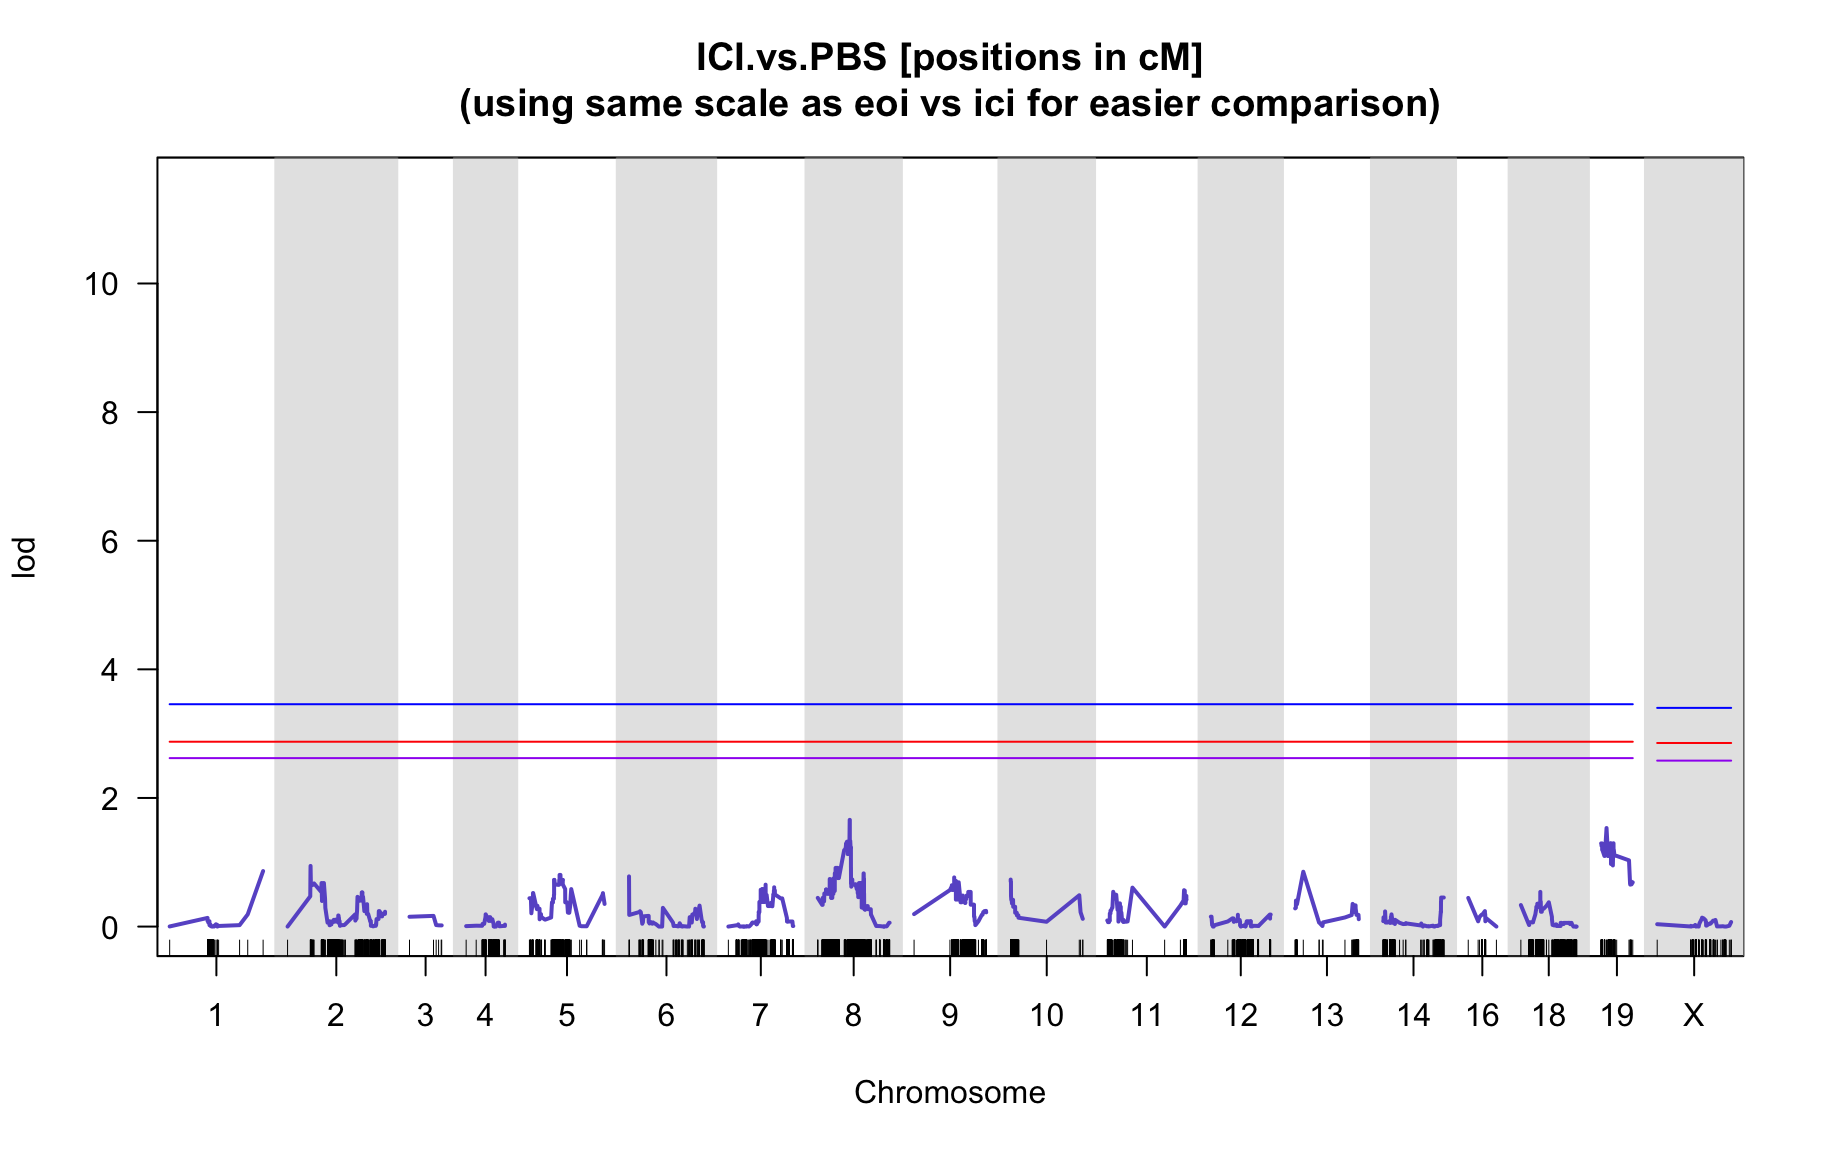 ICI.vs.PBS [positions in cM]
(using same scale as eoi vs ici for easier comparison)
10
8
6
4
2
0
lod
1 2 3 4 5 6 7 8 9 10 11 12 13 14 16 18 19 X
Chromosome